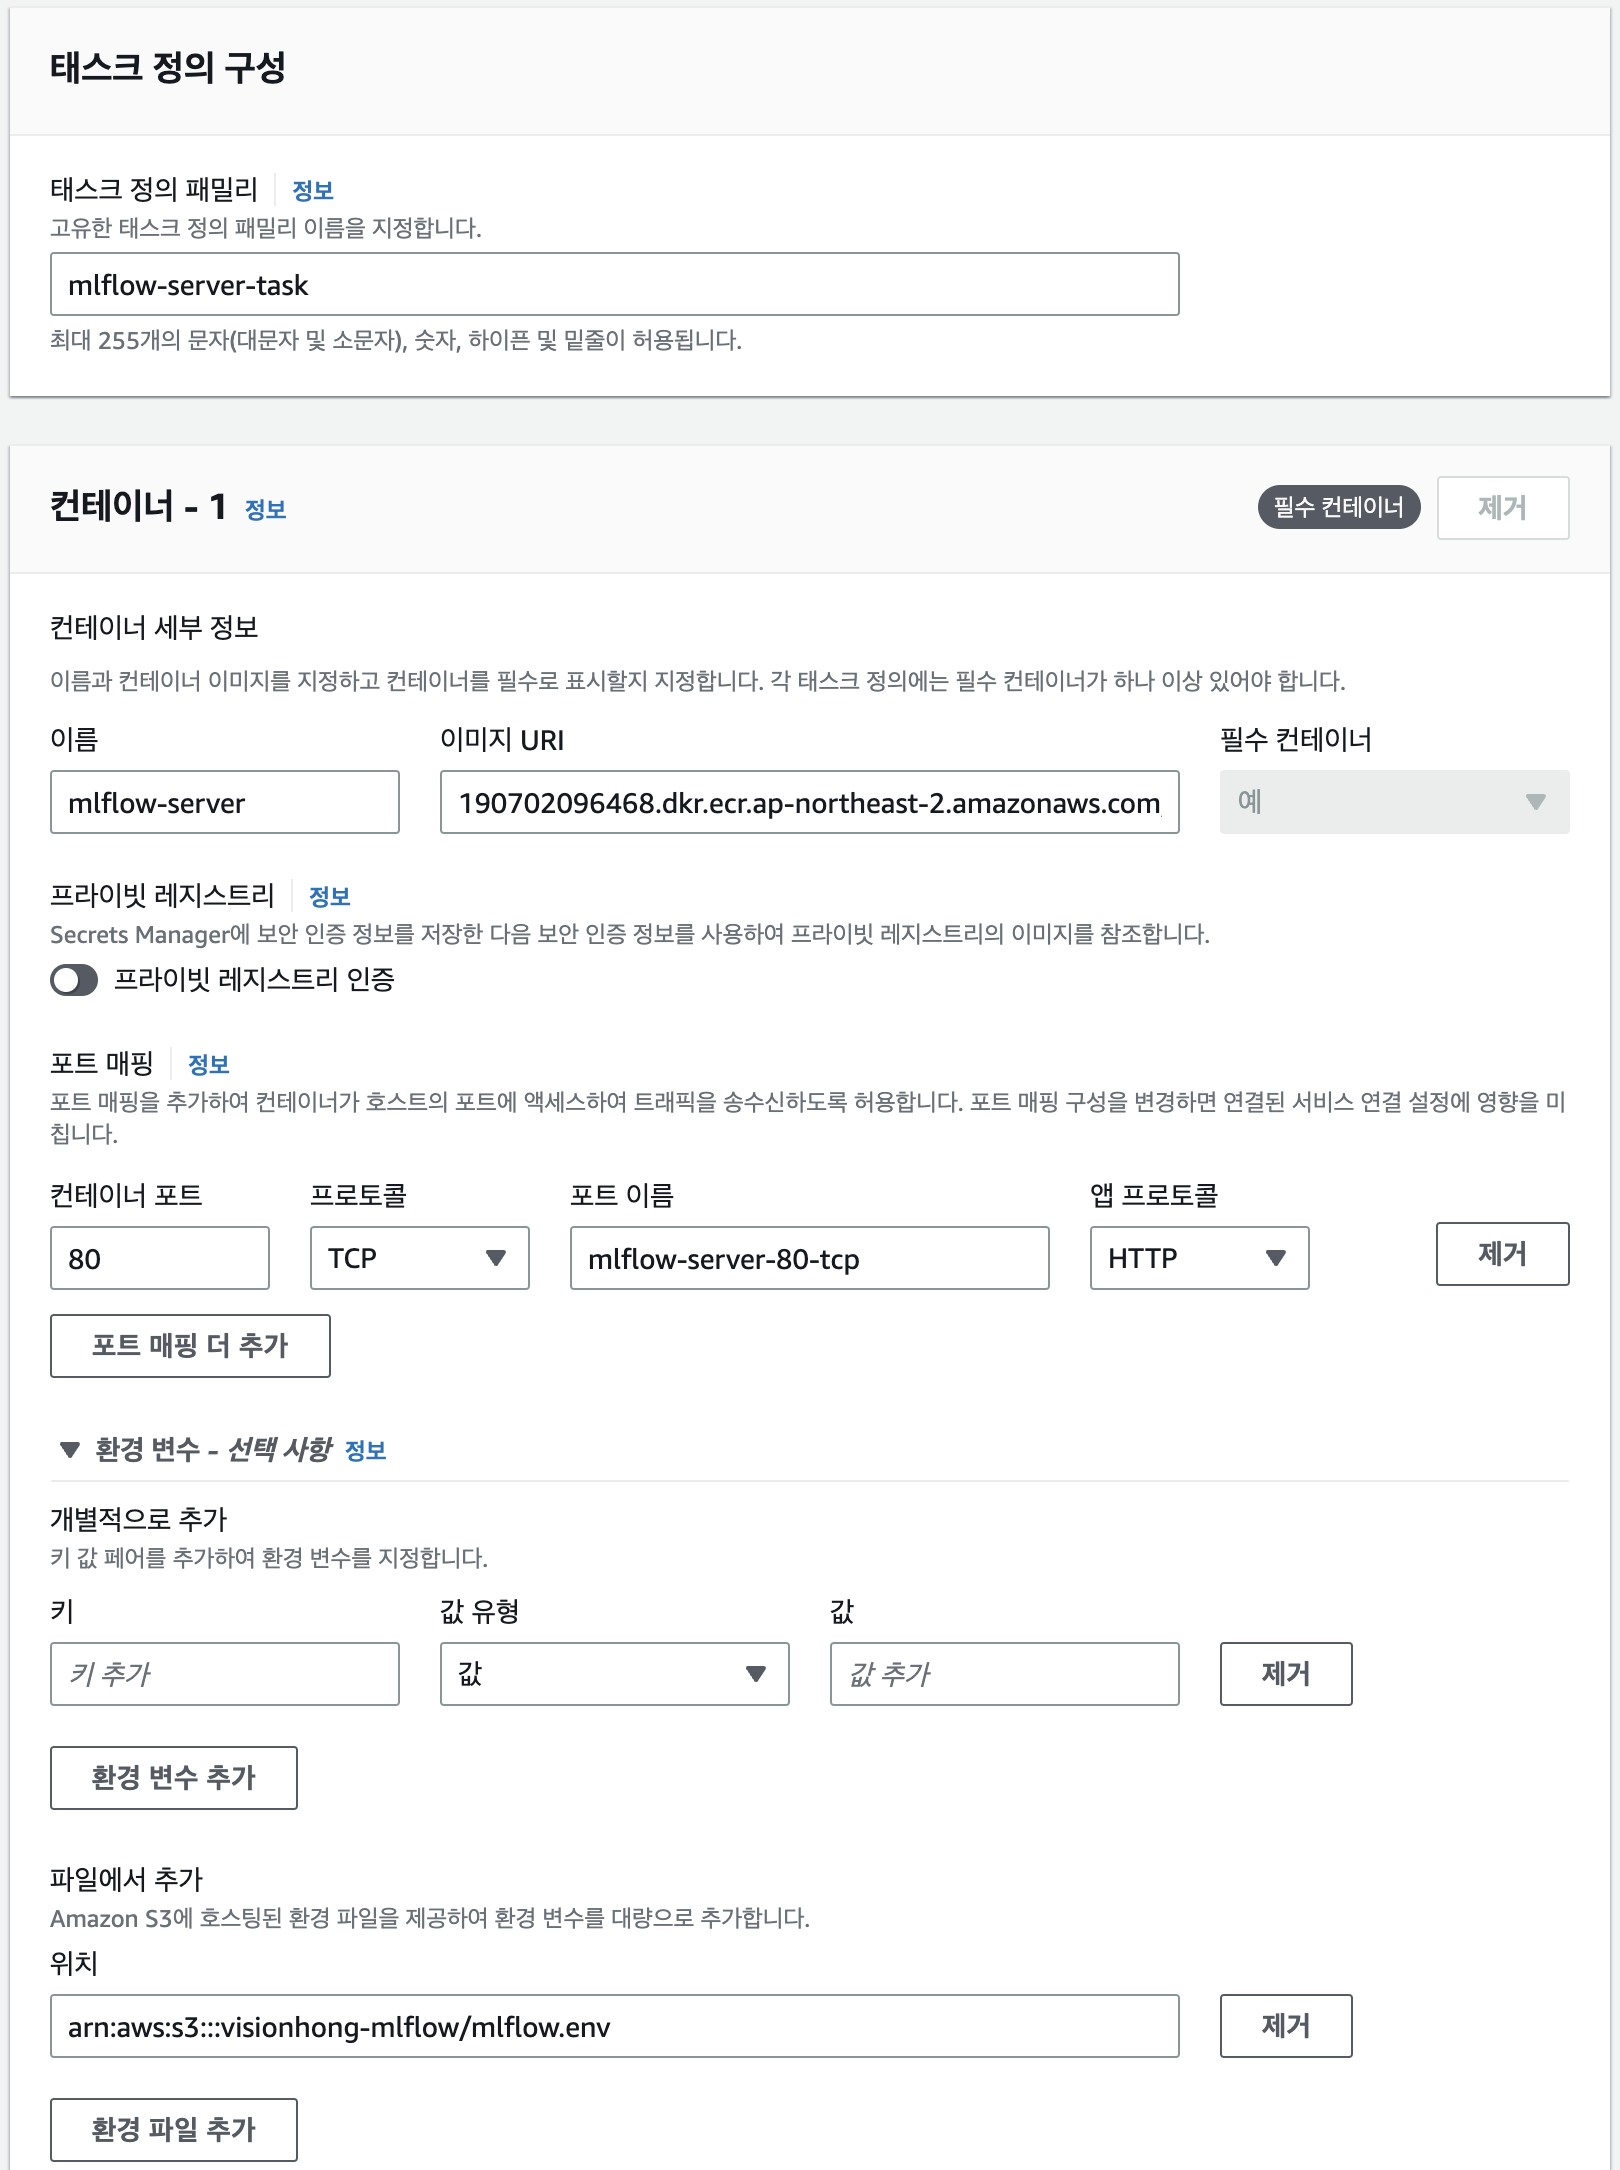 태스크 정의 구성
태스크 정의 패밀리 정보
고유한 태스크 정의 패밀리 이름을 지정합니다.
mlflow-server-task
최대 255개의 문자(대문자 및 소문자), 숫자, 하이픈 및 밑줄이 허용됩니다.
컨테이너 - 1 정보 필수 컨테이너 제거
컨테이너 세부 정보
이름과 컨테이너 이미지를 지정하고 컨테이너를 필수로 표시할지 지정합니다. 각 태스크 정의에는 필수 컨테이너가 하나 이상 있어야 합니다.
이름 이미지 URI 필수 컨테이너
mlflow-server 190702096468.dkr.ecr.ap-northeast-2.amazonaws.com 예
프라이빗 레지스트리 정보
Secrets Manager에 보안 인증 정보를 저장한 다음 보안 인증 정보를 사용하여 프라이빗 레지스트리의 이미지를 참조합니다.
프라이빗 레지스트리 인증
포트 매핑 정보
포트 매핑을 추가하여 컨테이너가 호스트의 포트에 액세스하여 트래픽을 송수신하도록 허용합니다. 포트 매핑 구성을 변경하면 연결된 서비스 연결 설정에 영향을 미
칩니다.
컨테이너 포트 프로토콜 포트 이름 앱 프로토콜
80 TCP mlflow-server-80-tcp HTTP 제거
포트 매핑 더 추가
환경 변수 - 선택 사항 정보
개별적으로 추가
키 값 페어를 추가하여 환경 변수를 지정합니다.
키 값 유형 값
키 추가 값 값 추가 제거
환경 변수 추가
파일에서 추가
Amazon S3에 호스팅된 환경 파일을 제공하여 환경 변수를 대량으로 추가합니다.
위치
arn:aws:s3:::visionhong-mlflow/mlflow.env 제거
환경 파일 추가